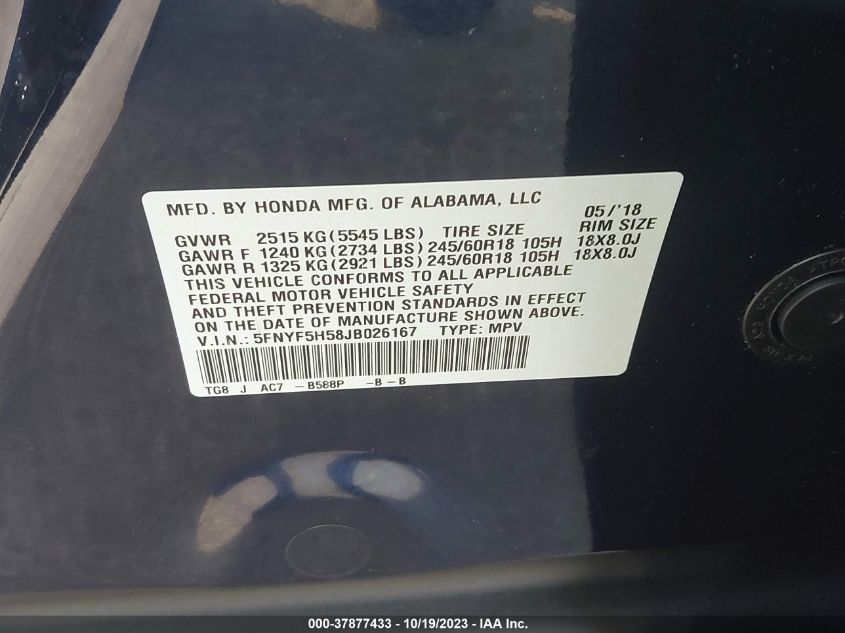 MFD. BY HONDA MFG. OF ALABAMA, LLC 05/'18
GVWR 2515 KG (5545 LBS) TIRE SIZE RIM SIZE
GAWR F 1240 KG (2734 LBS) 245/60R18 105H 18X8.0J
GAWR R 1325 KG (2921 LBS) 245/60R18 105H 18X8.0J
THIS VEHICLE CONFORMS TO ALL APPLICABLE
FEDERAL MOTOR VEHICLE SAFETY
AND THEFT PREVENTION STANDARDS IN EFFECT
ON THE DATE OF MANUFACTURE SHOWN ABOVE.
V.I.N.: 5FNYF5H58JB026167 TYPE: MPV
TG8 J AC7 -B588P -B-B
HONDA
000-37877433 - 10/19/2023 - IAA Inc.